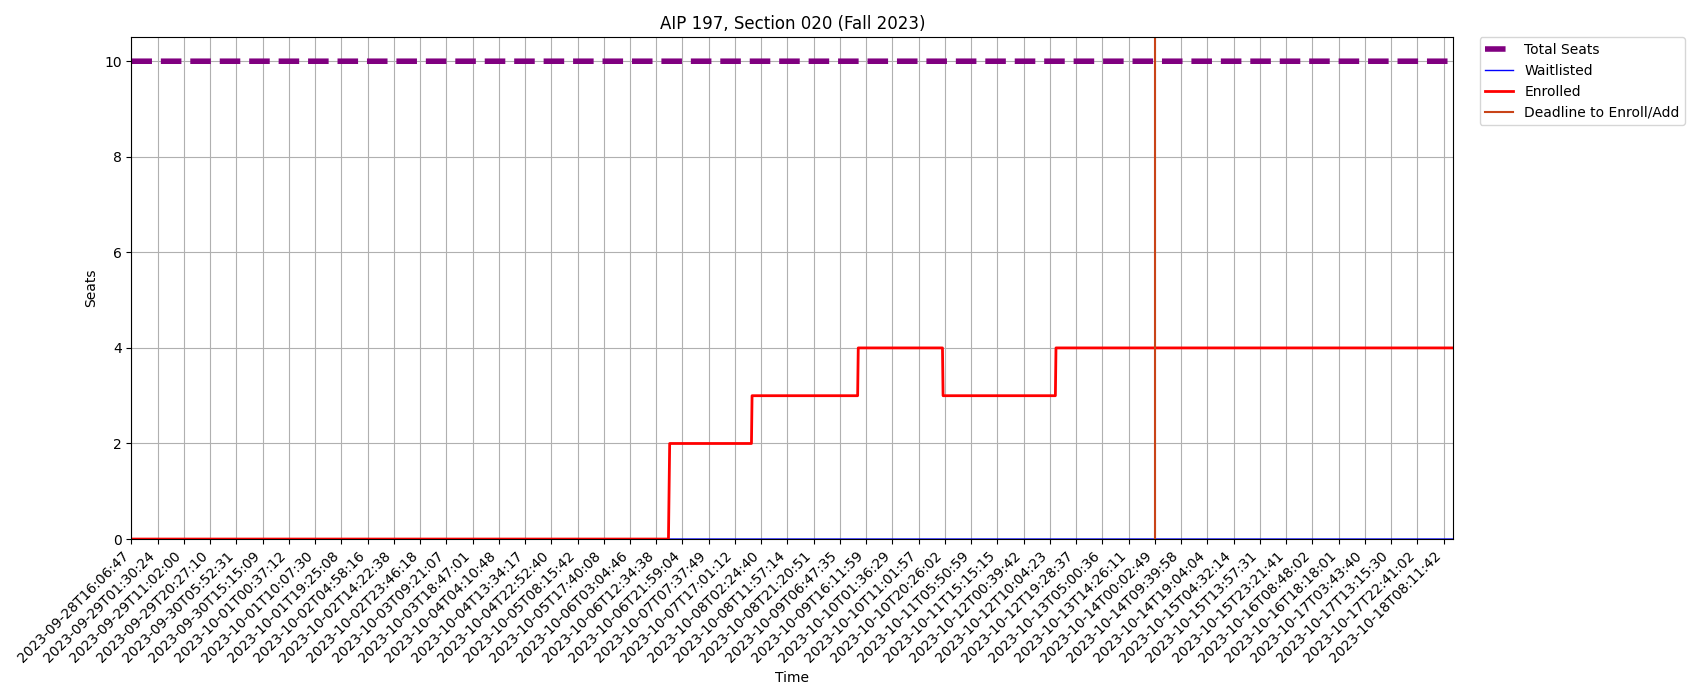 AIP 197, Section 020 (Fall 2023)
Total Seats
Waitlisted
Enrolled
Deadline to Enroll/Add
10
8
6
4
2
0
Seats
2023-09-28T16:06:47
2023-09-29T01:30:24
2023-09-29T11:02:00
2023-09-29T20:27:10
2023-09-30T05:52:31
2023-09-30T15:15:09
2023-10-01T00:37:12
2023-10-01T10:07:30
2023-10-01T19:25:08
2023-10-02T04:58:16
2023-10-02T14:22:38
2023-10-02T23:46:18
2023-10-03T09:21:07
2023-10-03T18:47:01
2023-10-04T04:10:48
2023-10-04T13:34:17
2023-10-04T22:52:40
2023-10-05T08:15:42
2023-10-05T17:40:08
2023-10-06T03:04:46
2023-10-06T12:34:38
2023-10-06T21:59:04
2023-10-07T07:37:49
2023-10-07T17:01:12
2023-10-08T02:24:40
2023-10-08T11:57:14
2023-10-08T21:20:51
2023-10-09T06:47:35
2023-10-09T16:11:59
2023-10-10T01:36:29
2023-10-10T11:01:57
2023-10-10T20:26:02
2023-10-11T05:50:59
2023-10-11T15:15:15
2023-10-12T00:39:42
2023-10-12T10:04:23
2023-10-12T19:28:37
2023-10-13T05:00:36
2023-10-13T14:26:11
2023-10-14T00:02:49
2023-10-14T09:39:58
2023-10-14T19:04:04
2023-10-15T04:32:14
2023-10-15T13:57:31
2023-10-15T23:21:41
2023-10-16T08:48:02
2023-10-16T18:18:01
2023-10-17T03:43:40
2023-10-17T13:15:30
2023-10-17T22:41:02
2023-10-18T08:11:42
Time